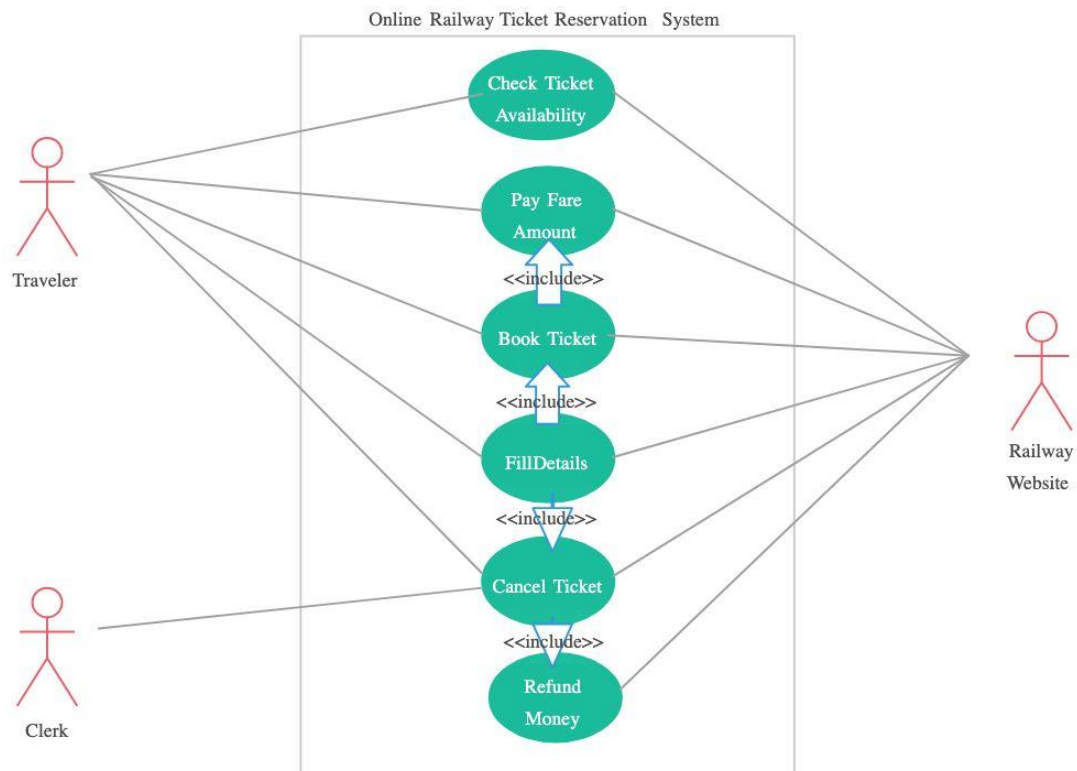 Online Railway Ticket Reservation System
Check Ticket
Availability
Pay Fare
Amount
<<include>>
Book Ticket
<<include>>
FillDetails
<<include>>
Cancel Ticket
<<include>>
Refund
Money
Traveler
Clerk
Railway
Website